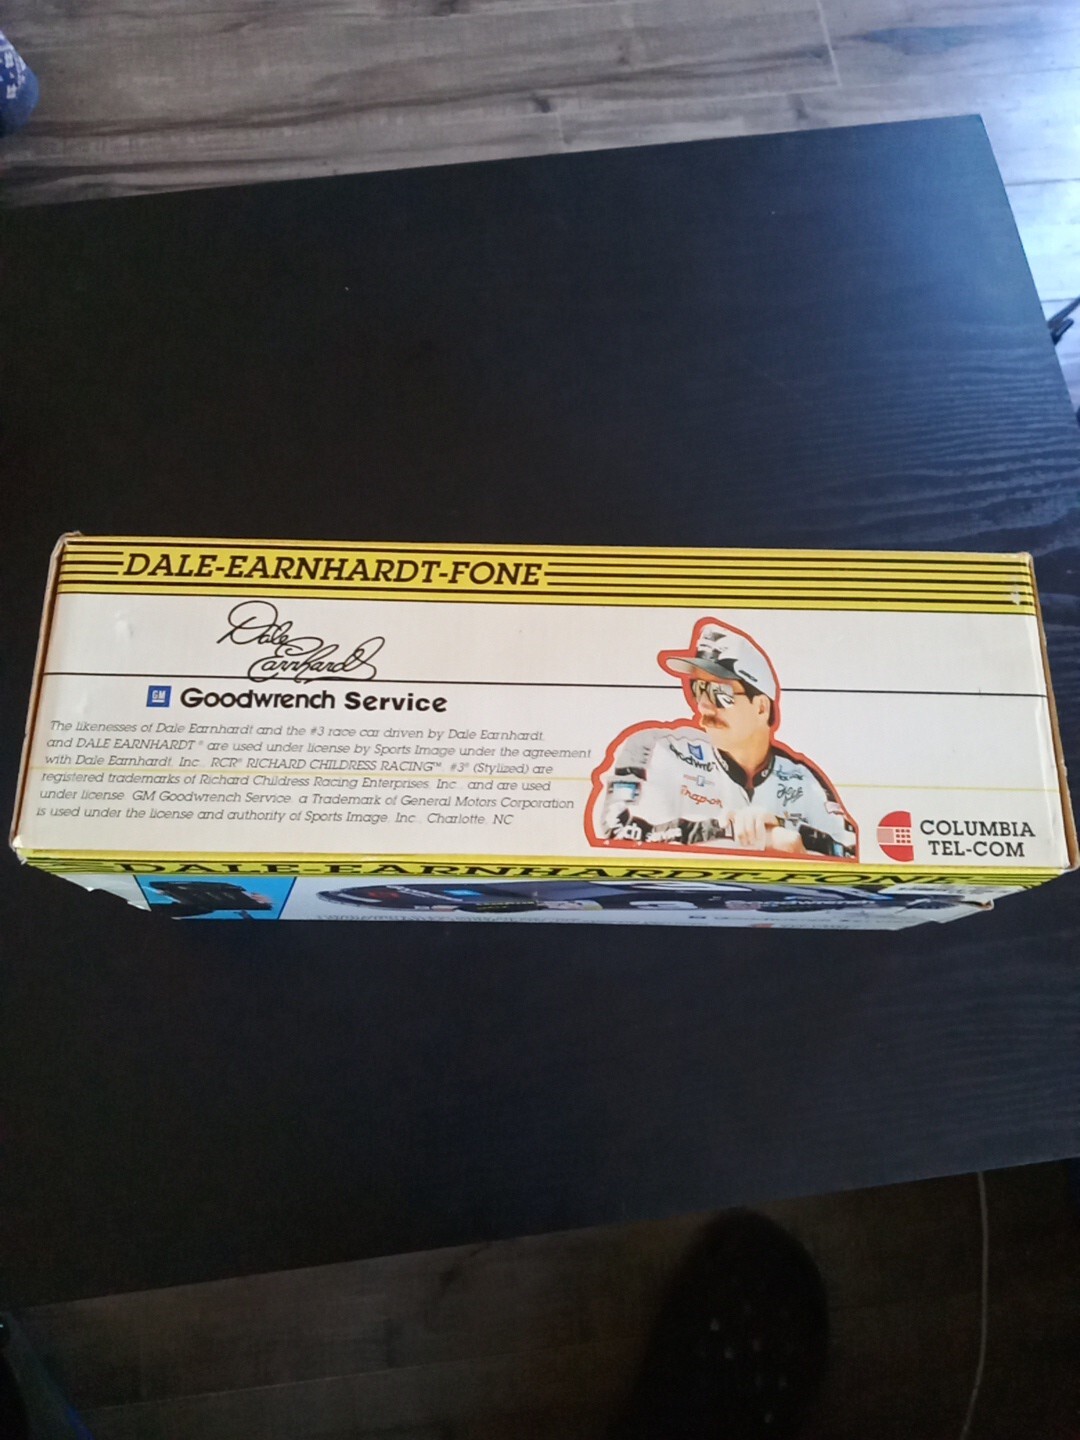 DALE-EARNHARDT-FONE
Dale
Earnhardt
GM Goodwrench Service
The likenesses of Dale Earnhardt and the #3 race car driven by Dale Earnhardt,
and DALE EARNHARDT® are used under license by Sports Image under the agreement
with Dale Earnhardt, Inc. RCR® RICHARD CHILDRESS RACING™, #3® (Stylized) are
registered trademarks of Richard Childress Racing Enterprises, Inc., and are used
under license. GM Goodwrench Service, a Trademark of General Motors Corporation
is used under the license and authority of Sports Image, Inc., Charlotte, NC
Snap-on
COLUMBIA
TEL-COM
DALE-EARNHARDT-FONE